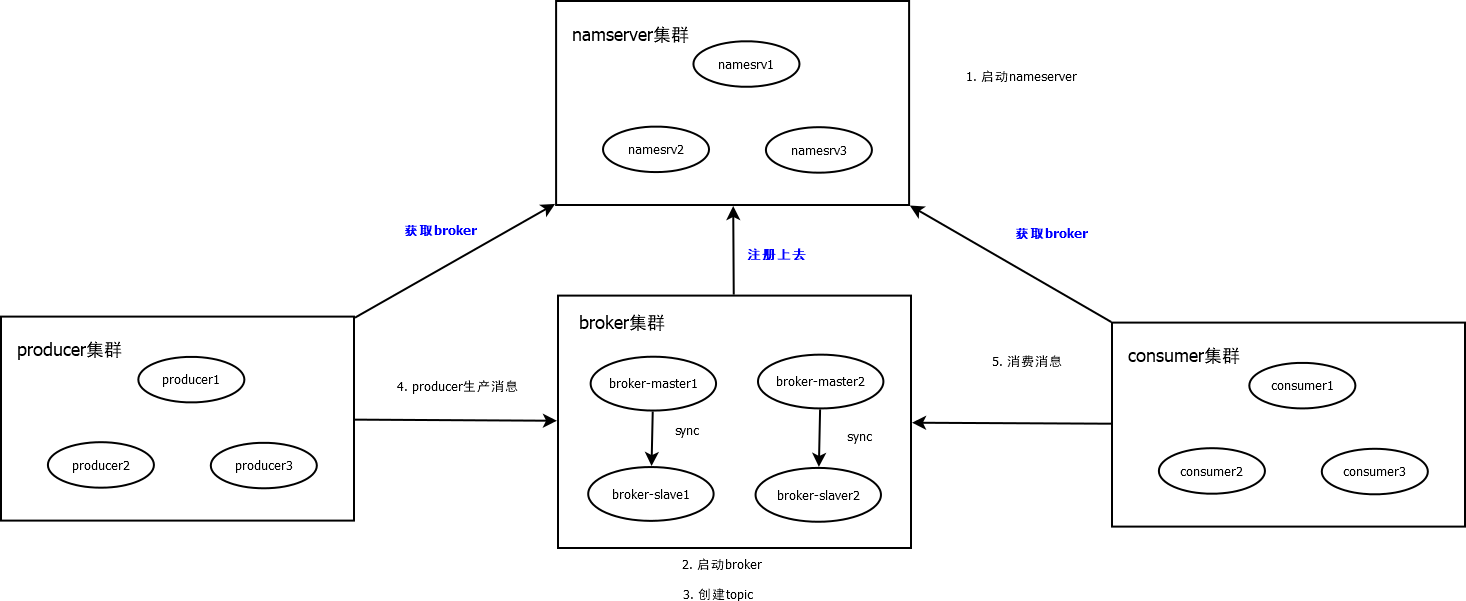 namserver集群
namesrv1
1. 启动nameserver
namesrv2
namesrv3
获取broker
获取broker
注册上去
broker集群
producer集群
consumer集群
5. 消费消息
producer1
broker-master1
broker-master2
consumer1
4. producer生产消息
sync
sync
producer2
producer3
consumer2
consumer3
broker-slave1
broker-slaver2
2. 启动broker
3. 创建topic